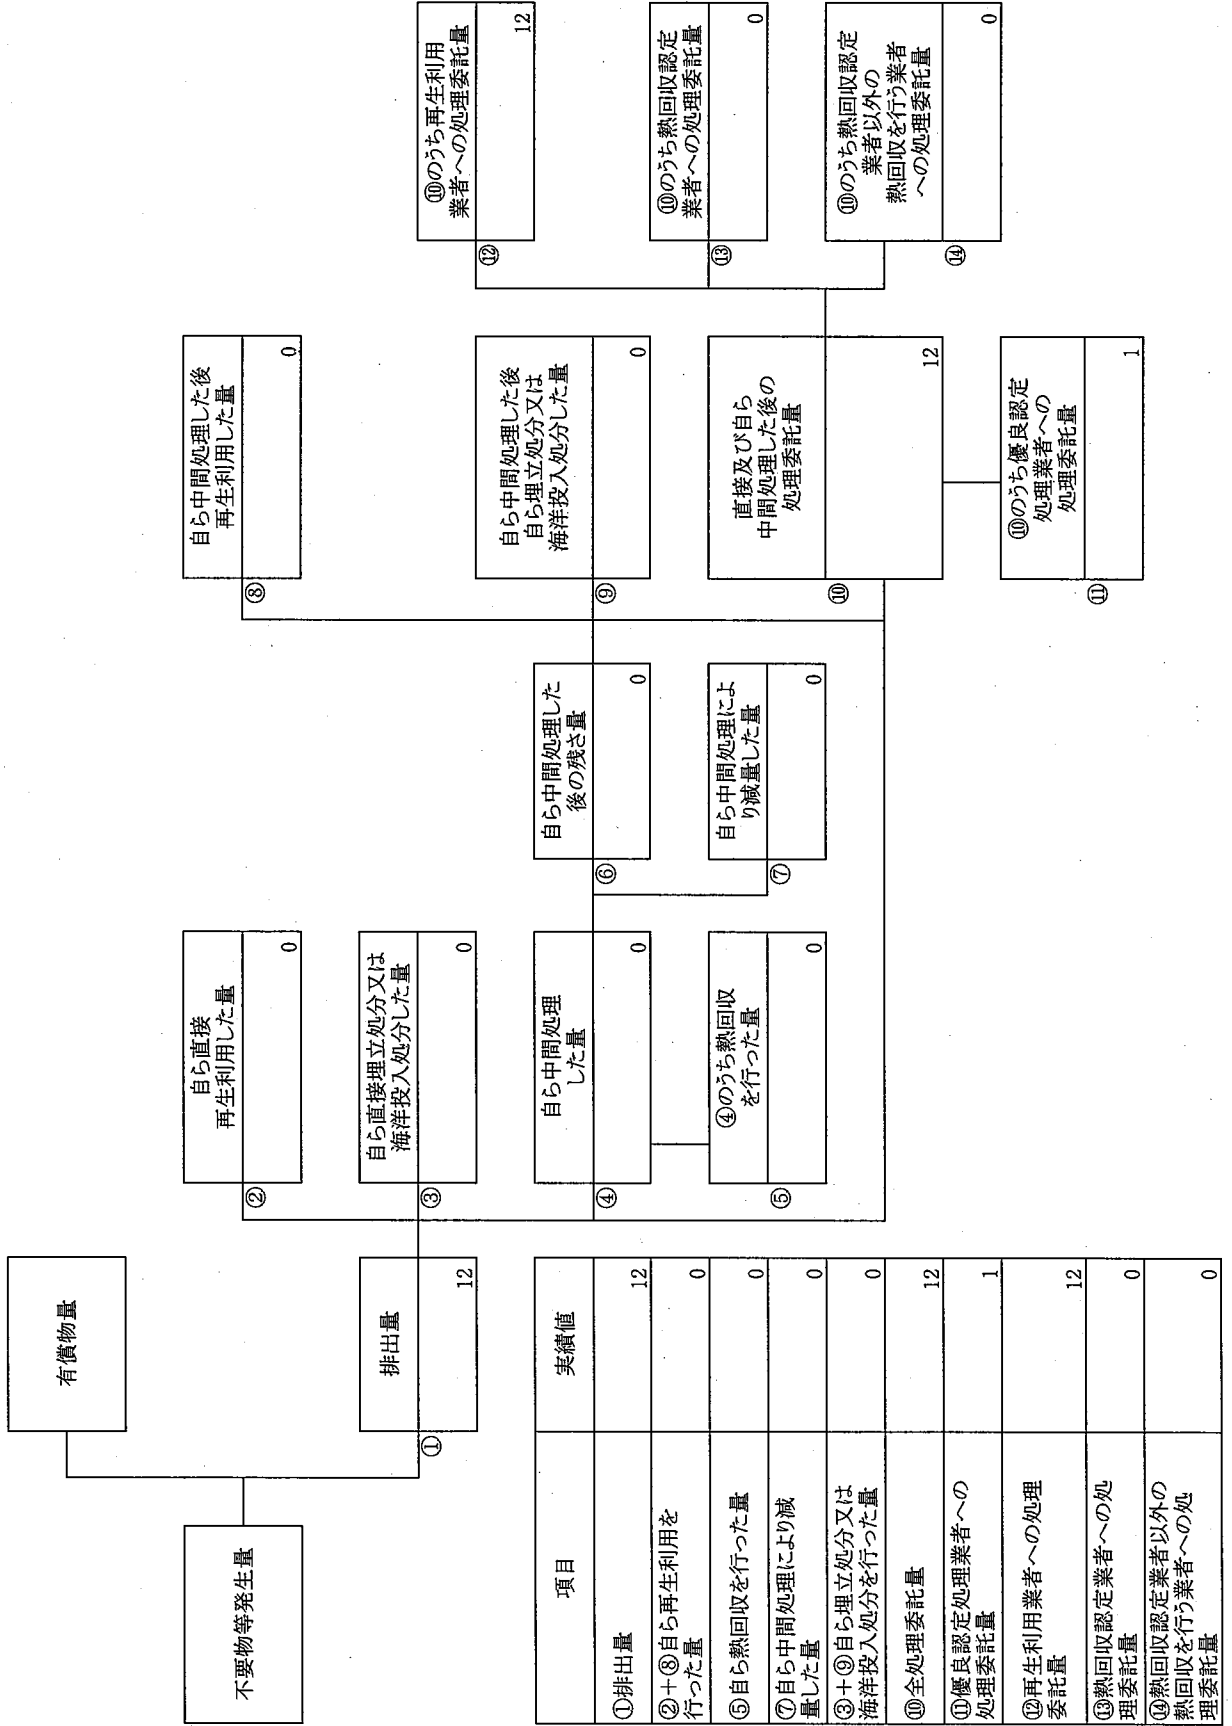 不要物等発生量
有償物量
①
排出量
12
②
自ら直接
再生利用した量
0
③
自ら直接埋立処分又は
海洋投入処分した量
0
④
自ら中間処理
した量
0
⑤
④のうち熱回収
を行った量
0
⑥
自ら中間処理した
後の残さ量
0
⑦
自ら中間処理によ
り減量した量
0
⑧
自ら中間処理した後
再生利用した量
0
⑨
自ら中間処理した後
自ら埋立処分又は
海洋投入処分した量
0
⑩
直接及び自ら
中間処理した後の
処理委託量
12
⑪
⑩のうち優良認定
処理業者への
処理委託量
1
⑫
⑩のうち再生利用
業者への処理委託量
12
⑬
⑩のうち熱回収認定
業者への処理委託量
0
⑭
⑩のうち熱回収認定
業者以外の
熱回収を行う業者
への処理委託量
0
項目 実績値
①排出量 12
②+⑧自ら再生利用を
行った量 0
⑤自ら熱回収を行った量 0
⑦自ら中間処理により減
量した量 0
③+⑨自ら埋立処分又は
海洋投入処分を行った量 0
⑩全処理委託量 12
⑪優良認定処理業者への
処理委託量 1
⑫再生利用業者への処理
委託量 12
⑬熱回収認定業者への処
理委託量 0
⑭熱回収認定業者以外の
熱回収を行う業者への処
理委託量 0